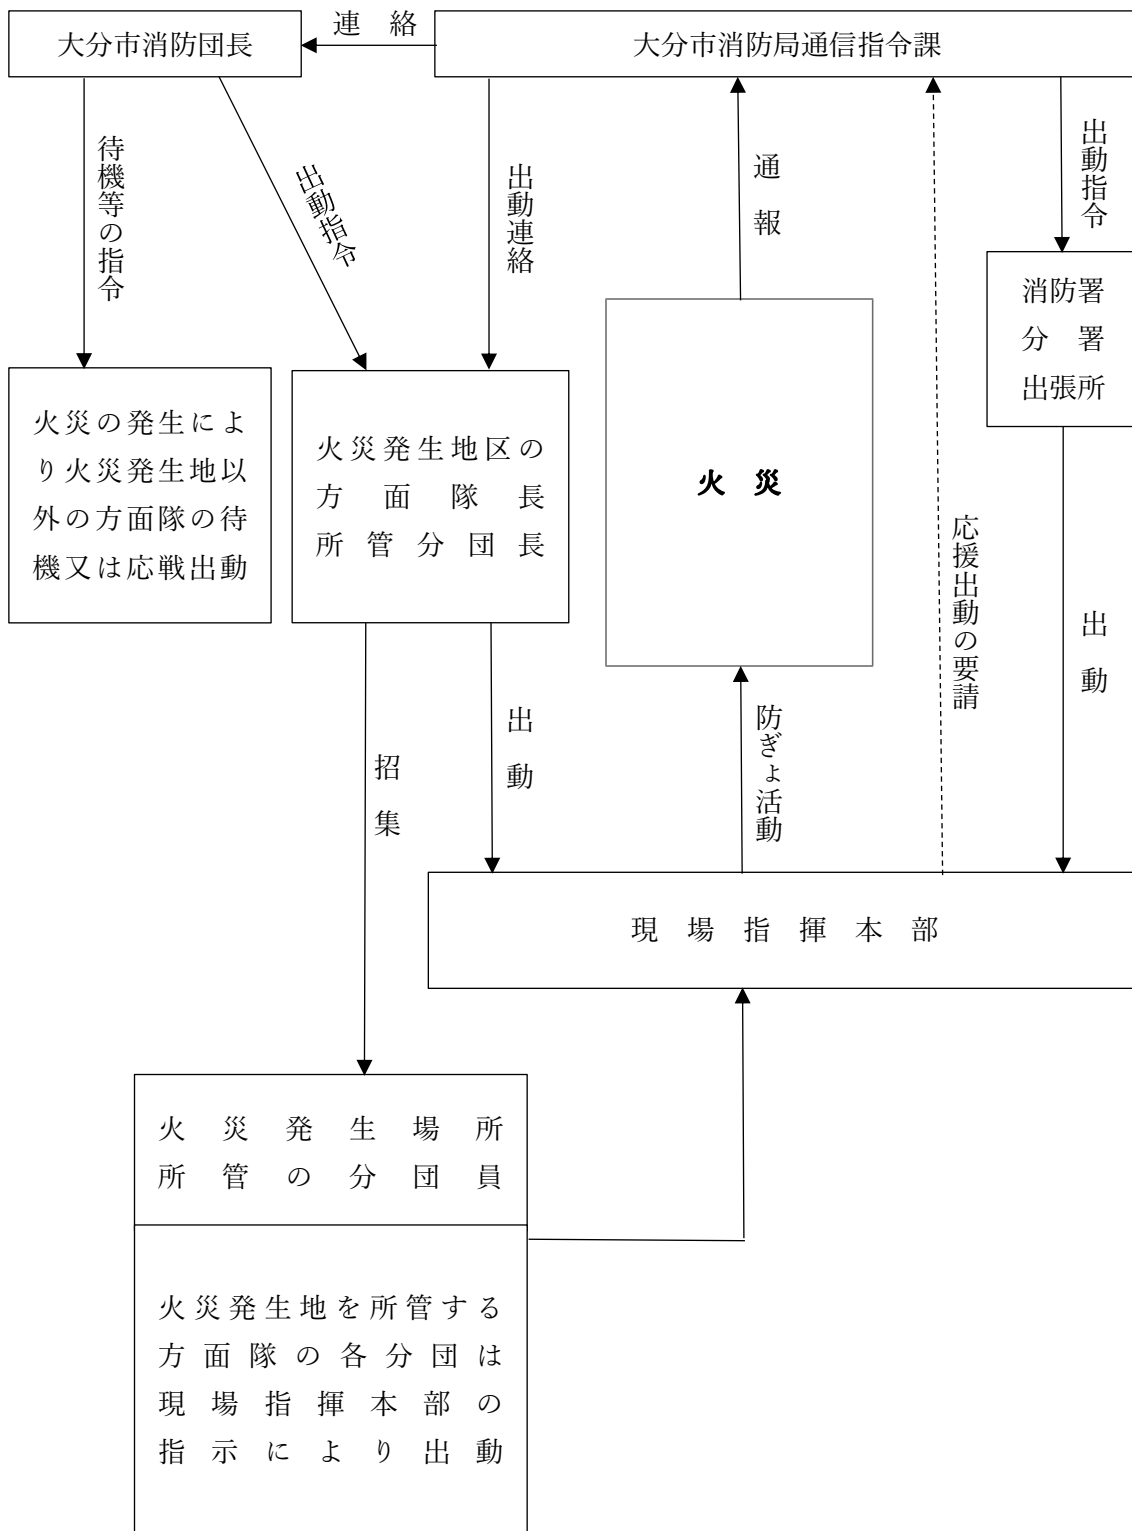 連　絡
大分市消防団長
大分市消防局通信指令課
待機等の指令
出動指令
出動連絡
通　報
出動指令
消防署
分　署
出張所
火災の発生によ
り火災発生地以
外の方面隊の待
機又は応戦出動
火災発生地区の
方面隊長
所管分団長
火　災
応援出動の要請
出　動
出　動
防ぎょ活動
招　集
現場指揮本部
火災発生場所
所管の分団員
火災発生地を所管する
方面隊の各分団は
現場指揮本部の
指示により出動